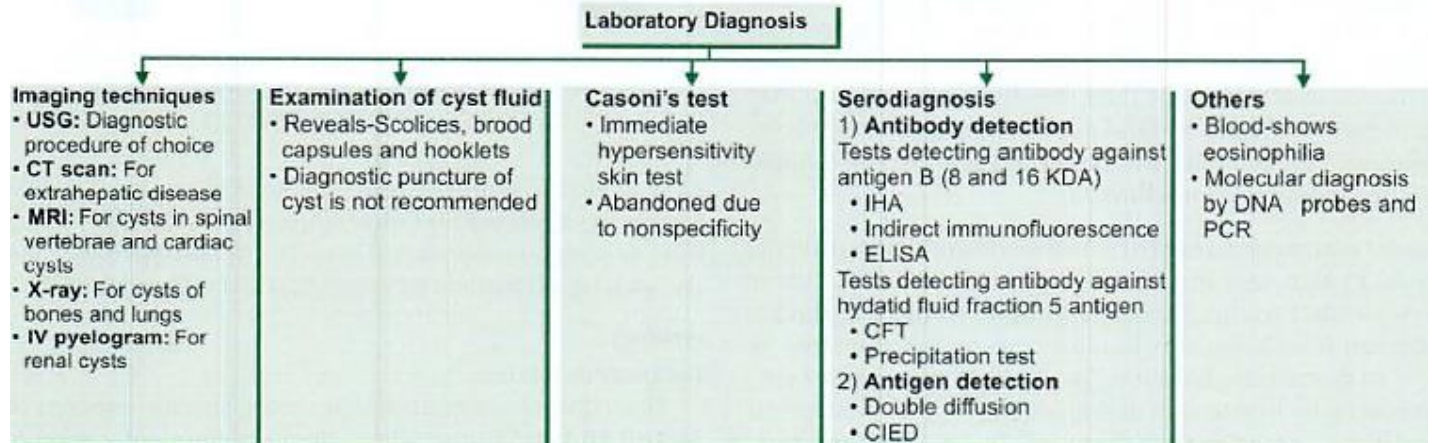 Laboratory Diagnosis
Imaging techniques
• USG: Diagnostic
procedure of choice
• CT scan: For
extrahepatic disease
• MRI: For cysts in spinal
vertebrae and cardiac
cysts
• X-ray: For cysts of
bones and lungs
• IV pyelogram: For
renal cysts
Examination of cyst fluid
• Reveals-Scolices, brood
capsules and hooklets
• Diagnostic puncture of
cyst is not recommended
Casoni's test
• Immediate
hypersensitivity
skin test
• Abandoned due
to nonspecificity
Serodiagnosis
1) Antibody detection
Tests detecting antibody against
antigen B (8 and 16 KDA)
• IHA
• Indirect immunofluorescence
• ELISA
Tests detecting antibody against
hydatid fluid fraction 5 antigen
• CFT
• Precipitation test
2) Antigen detection
• Double diffusion
• CIED
Others
• Blood-shows
eosinophilia
• Molecular diagnosis
by DNA probes and
PCR